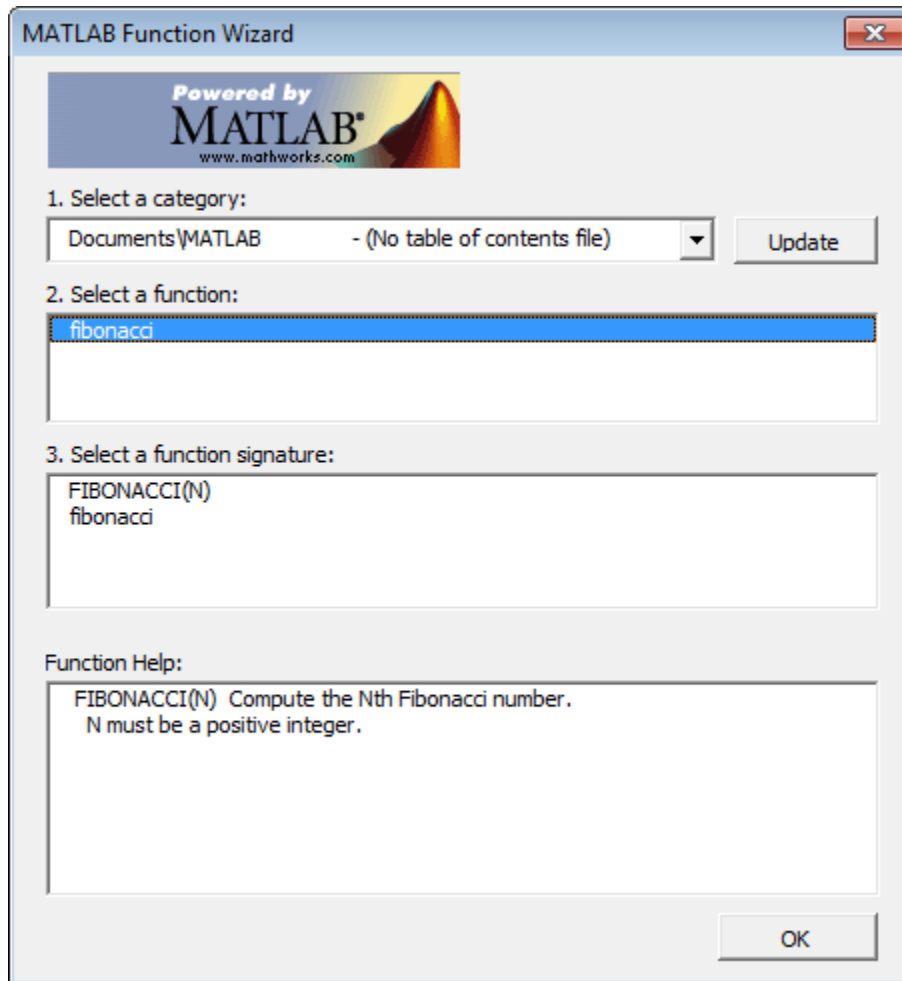 MATLAB Function Wizard
Powered by
MATLAB®
www.mathworks.com
1. Select a category:
Documents\MATLAB - (No table of contents file)
Update
2. Select a function:
fibonacci
3. Select a function signature:
FIBONACCI(N)
fibonacci
Function Help:
FIBONACCI(N) Compute the Nth Fibonacci number.
N must be a positive integer.
OK